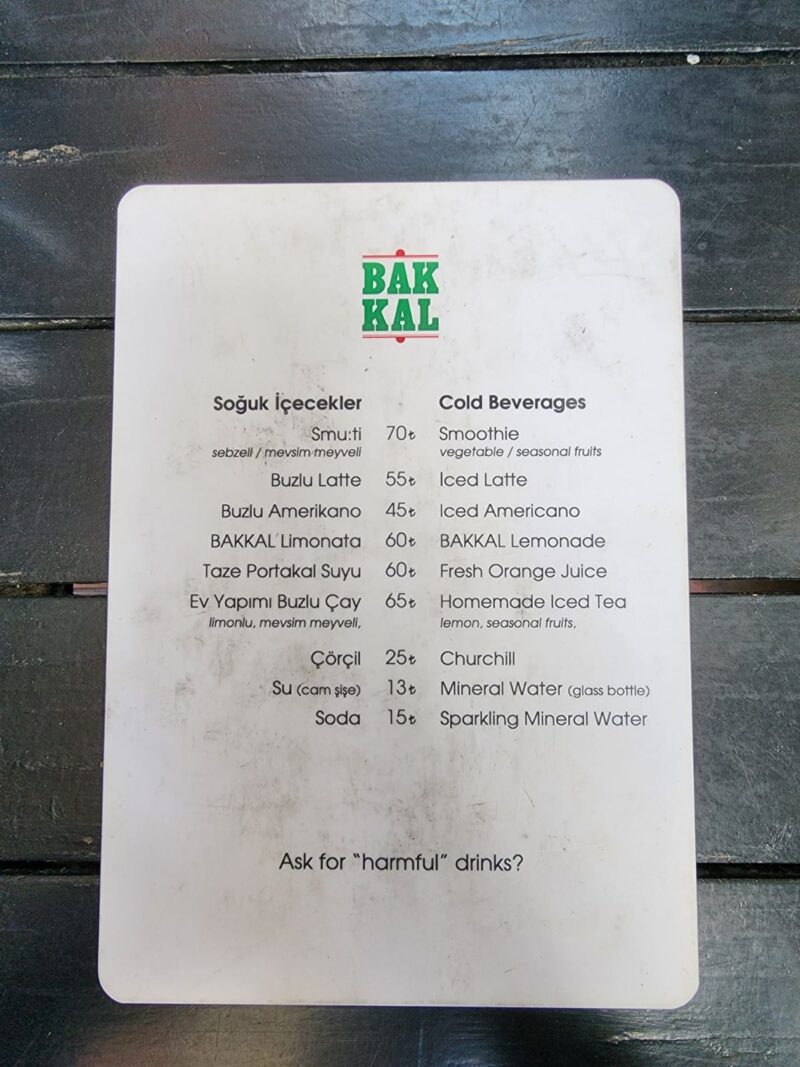 BAK
KAL
Soğuk İçecekler Cold Beverages
Smu:ti 70₺ Smoothie
sebzeli / mevsim meyveli vegetable / seasonal fruits
Buzlu Latte 55₺ Iced Latte
Buzlu Amerikano 45₺ Iced Americano
BAKKAL Limonata 60₺ BAKKAL Lemonade
Taze Portakal Suyu 60₺ Fresh Orange Juice
Ev Yapımı Buzlu Çay 65₺ Homemade Iced Tea
limonlu, mevsim meyveli, lemon, seasonal fruits,
Çörçil 25₺ Churchill
Su (cam şişe) 13₺ Mineral Water (glass bottle)
Soda 15₺ Sparkling Mineral Water
Ask for "harmful" drinks?